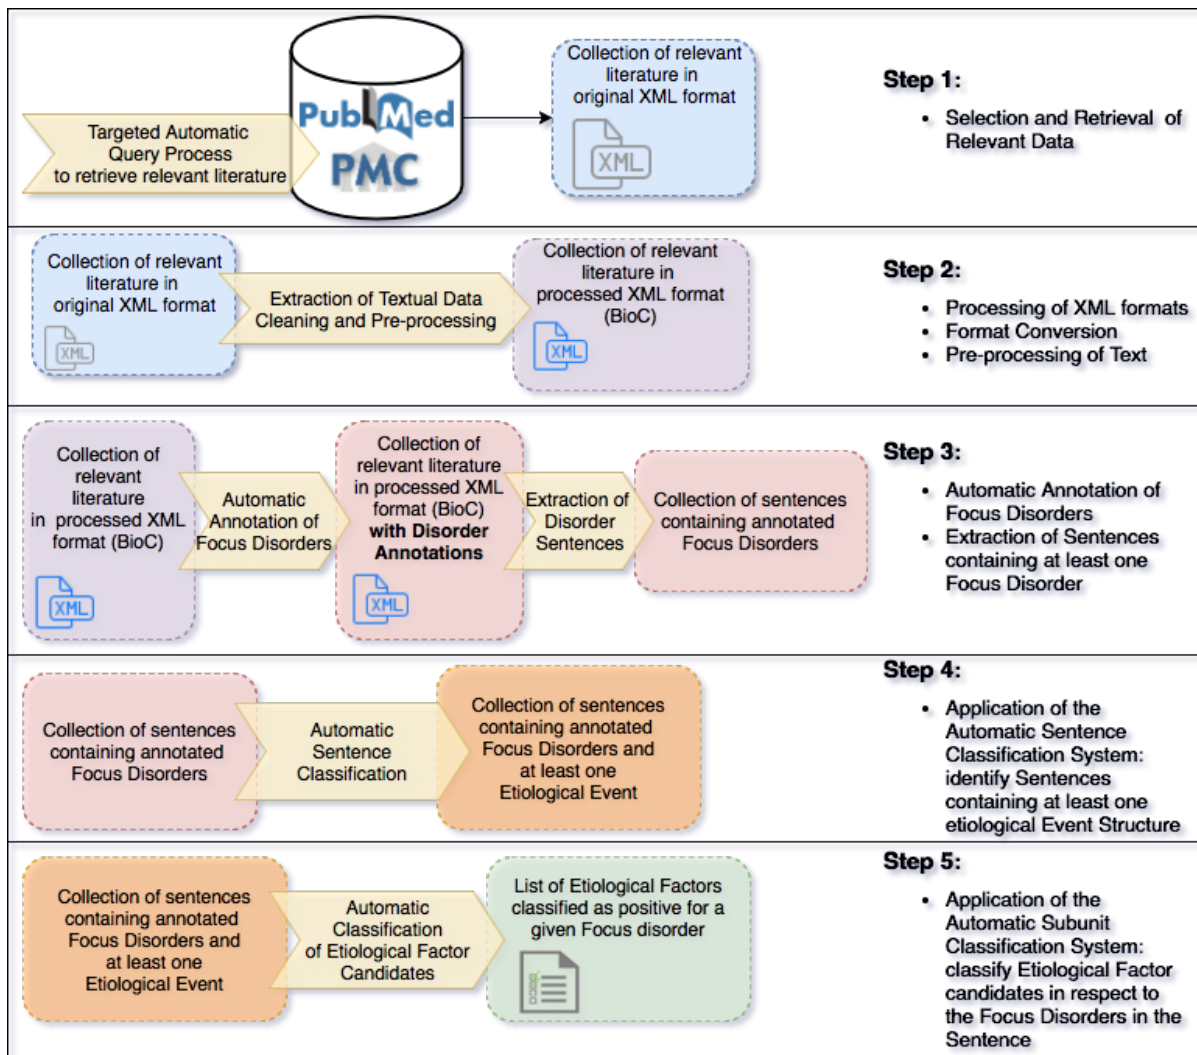 Targeted Automatic
Query Process
to retrieve relevant literature
PubMed
PMC
Collection of relevant
literature in
original XML format
XML
Step 1:
• Selection and Retrieval of
Relevant Data
Collection of relevant
literature in
original XML format
XML
Extraction of Textual Data
Cleaning and Pre-processing
Collection of relevant
literature in
processed XML format
(BioC)
XML
Step 2:
• Processing of XML formats
• Format Conversion
• Pre-processing of Text
Collection of
relevant
literature
in processed XML
format (BioC)
XML
Automatic
Annotation of
Focus Disorders
Collection of
relevant literature
in processed XML
format (BioC)
with Disorder
Annotations
XML
Extraction of
Disorder
Sentences
Collection of sentences
containing annotated
Focus Disorders
Step 3:
• Automatic Annotation of
Focus Disorders
• Extraction of Sentences
containing at least one
Focus Disorder
Collection of sentences
containing annotated
Focus Disorders
Automatic
Sentence
Classification
Collection of sentences
containing annotated
Focus Disorders and
at least one
Etiological Event
Step 4:
• Application of the
Automatic Sentence
Classification System:
identify Sentences
containing at least one
etiological Event Structure
Collection of sentences
containing annotated
Focus Disorders and
at least one
Etiological Event
Automatic
Classification
of Etiological Factor
Candidates
List of Etiological Factors
classified as positive for a
given Focus disorder
Step 5:
• Application of the
Automatic Subunit
Classification System:
classify Etiological Factor
candidates in respect to
the Focus Disorders in the
Sentence